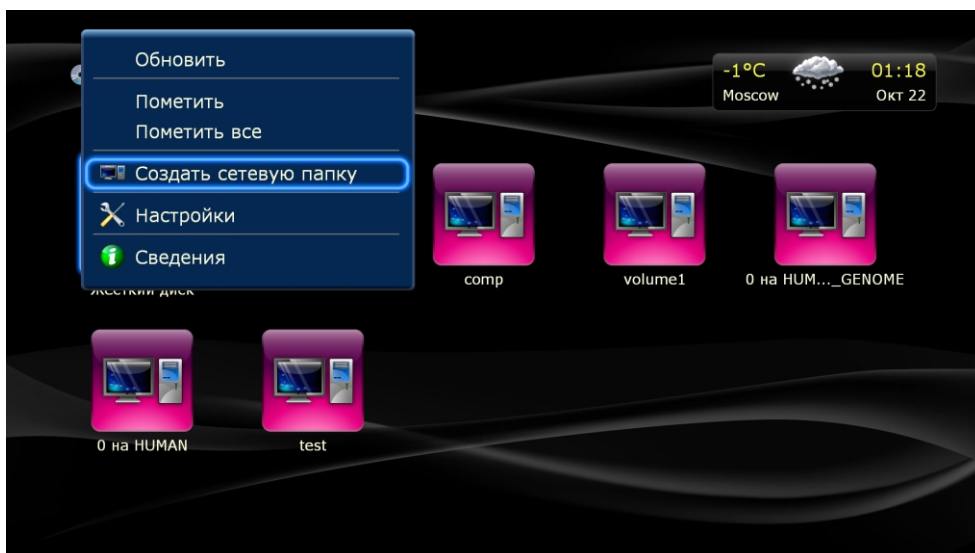 Обновить
Пометить
Пометить все
Создать сетевую папку
Настройки
Сведения
-1°C
01:18
Moscow
Окт 22
Жесткий диск
comp
volume1
0 на HUM..._GENOME
0 на HUMAN
test